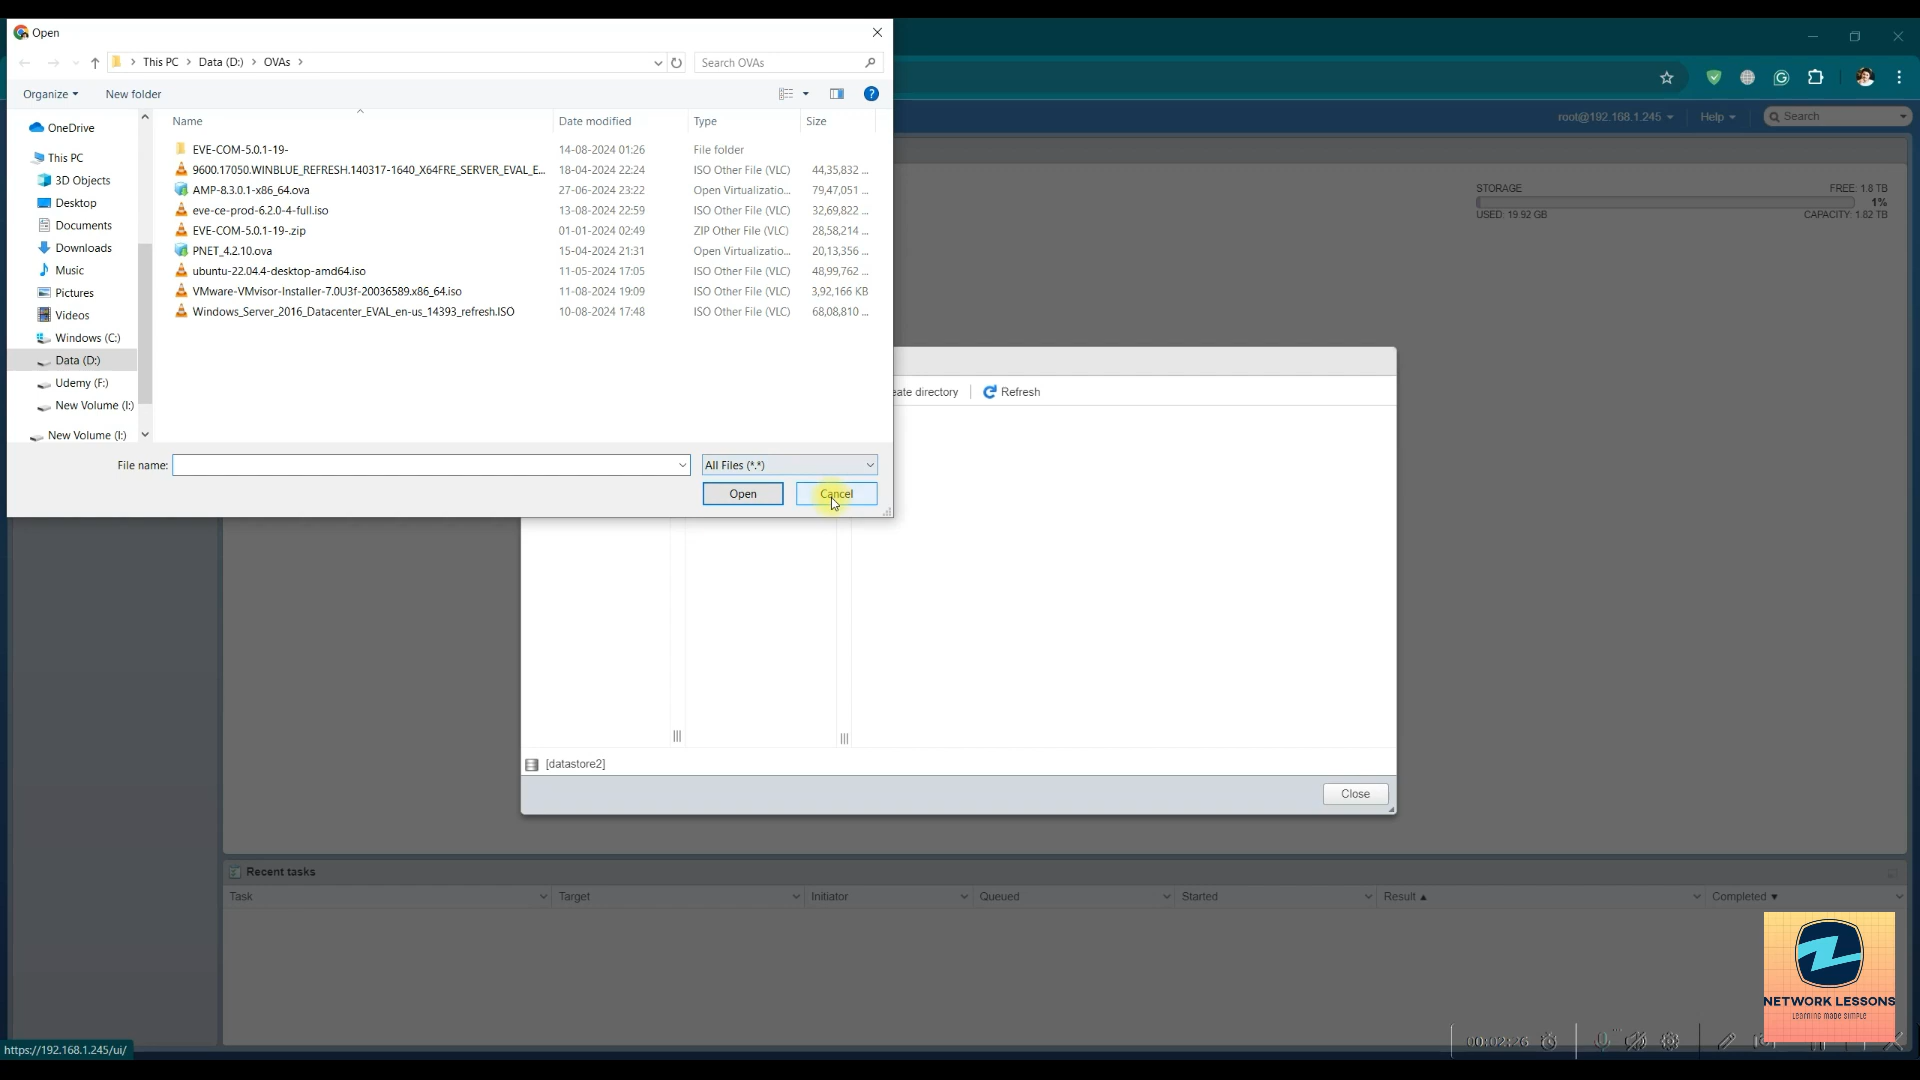 Open
This PC > Data (D:) > OVAs >
Search OVAs
Organize
New folder
Name Date modified Type Size
OneDrive
This PC
3D Objects
Desktop
Documents
Downloads
Music
Pictures
Videos
Windows (C:)
Data (D:)
Udemy (F:)
New Volume (I:)
New Volume (I:)
EVE-COM-5.0.1-19- 14-08-2024 01:26 File folder
9600.17050.WINBLUE_REFRESH.140317-1640_X64FRE_SERVER_EVAL_E... 18-04-2024 22:24 ISO Other File (VLC) 44,35,832 ...
AMP-8.3.0.1-x86_64.ova 27-06-2024 23:22 Open Virtualizatio... 79,47,051 ...
eve-ce-prod-6.2.0-4-full.iso 13-08-2024 22:59 ISO Other File (VLC) 32,69,822 ...
EVE-COM-5.0.1-19-.zip 01-01-2024 02:49 ZIP Other File (VLC) 28,58,214 ...
PNET_4.2.10.ova 15-04-2024 21:31 Open Virtualizatio... 20,13,356 ...
ubuntu-22.04.4-desktop-amd64.iso 11-05-2024 17:05 ISO Other File (VLC) 48,99,762 ...
VMware-VMvisor-Installer-7.0U3f-20036589.x86_64.iso 11-08-2024 19:09 ISO Other File (VLC) 3,92,166 KB
Windows_Server_2016_Datacenter_EVAL_en-us_14393_refresh.ISO 10-08-2024 17:48 ISO Other File (VLC) 68,08,810 ...
File name: All Files (*.*)
Open Cancel
root@192.168.1.245 Help Search
STORAGE FREE: 1.8 TB
1%
USED: 19.92 GB CAPACITY: 1.82 TB
eate directory Refresh
[datastore2]
Close
Recent tasks
Task Target Initiator Queued Started Result ▲ Completed ▼
NETWORK LESSONS
Learning made simple
00:02:26
https://192.168.1.245/ui/